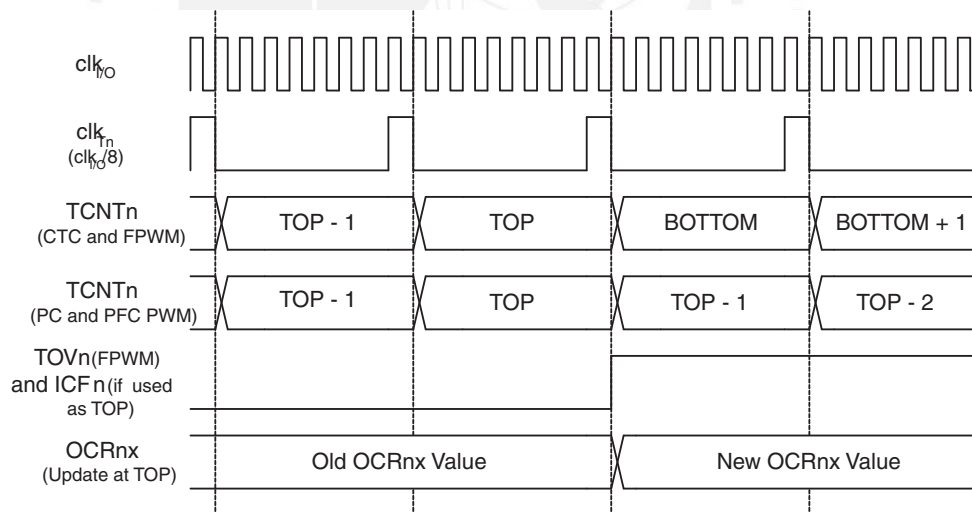 clkI/O
clkTn
(clkI/O/8)
TCNTn
(CTC and FPWM)
TOP - 1
TOP
BOTTOM
BOTTOM + 1
TCNTn
(PC and PFC PWM)
TOP - 1
TOP
TOP - 1
TOP - 2
TOVn(FPWM)
and ICFn(if used
as TOP)
OCRnx
(Update at TOP)
Old OCRnx Value
New OCRnx Value